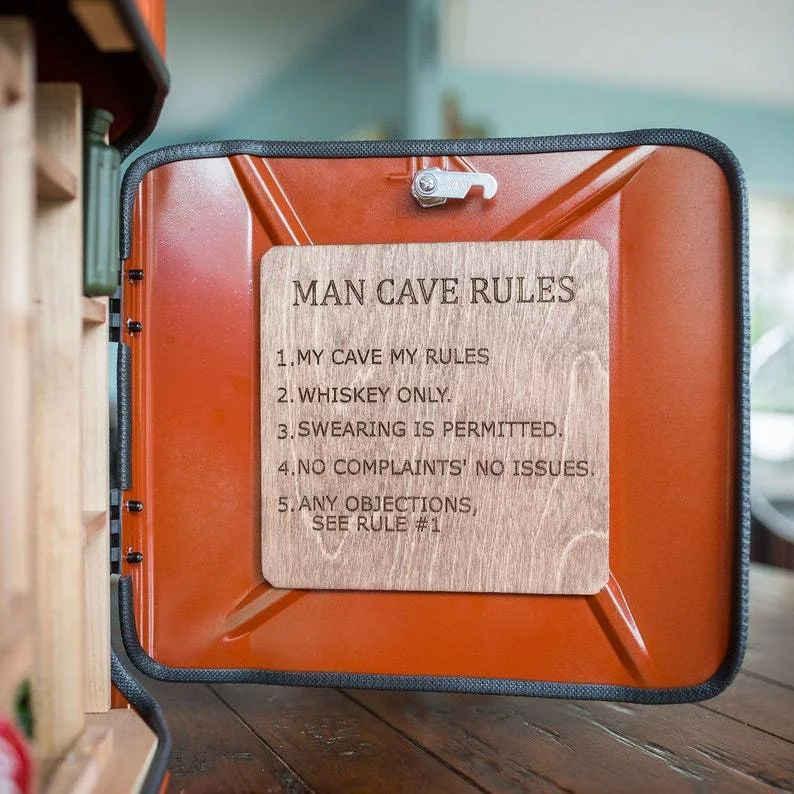 MAN CAVE RULES
1. MY CAVE MY RULES
2. WHISKEY ONLY.
3. SWEARING IS PERMITTED.
4. NO COMPLAINTS' NO ISSUES.
5. ANY OBJECTIONS,
SEE RULE #1